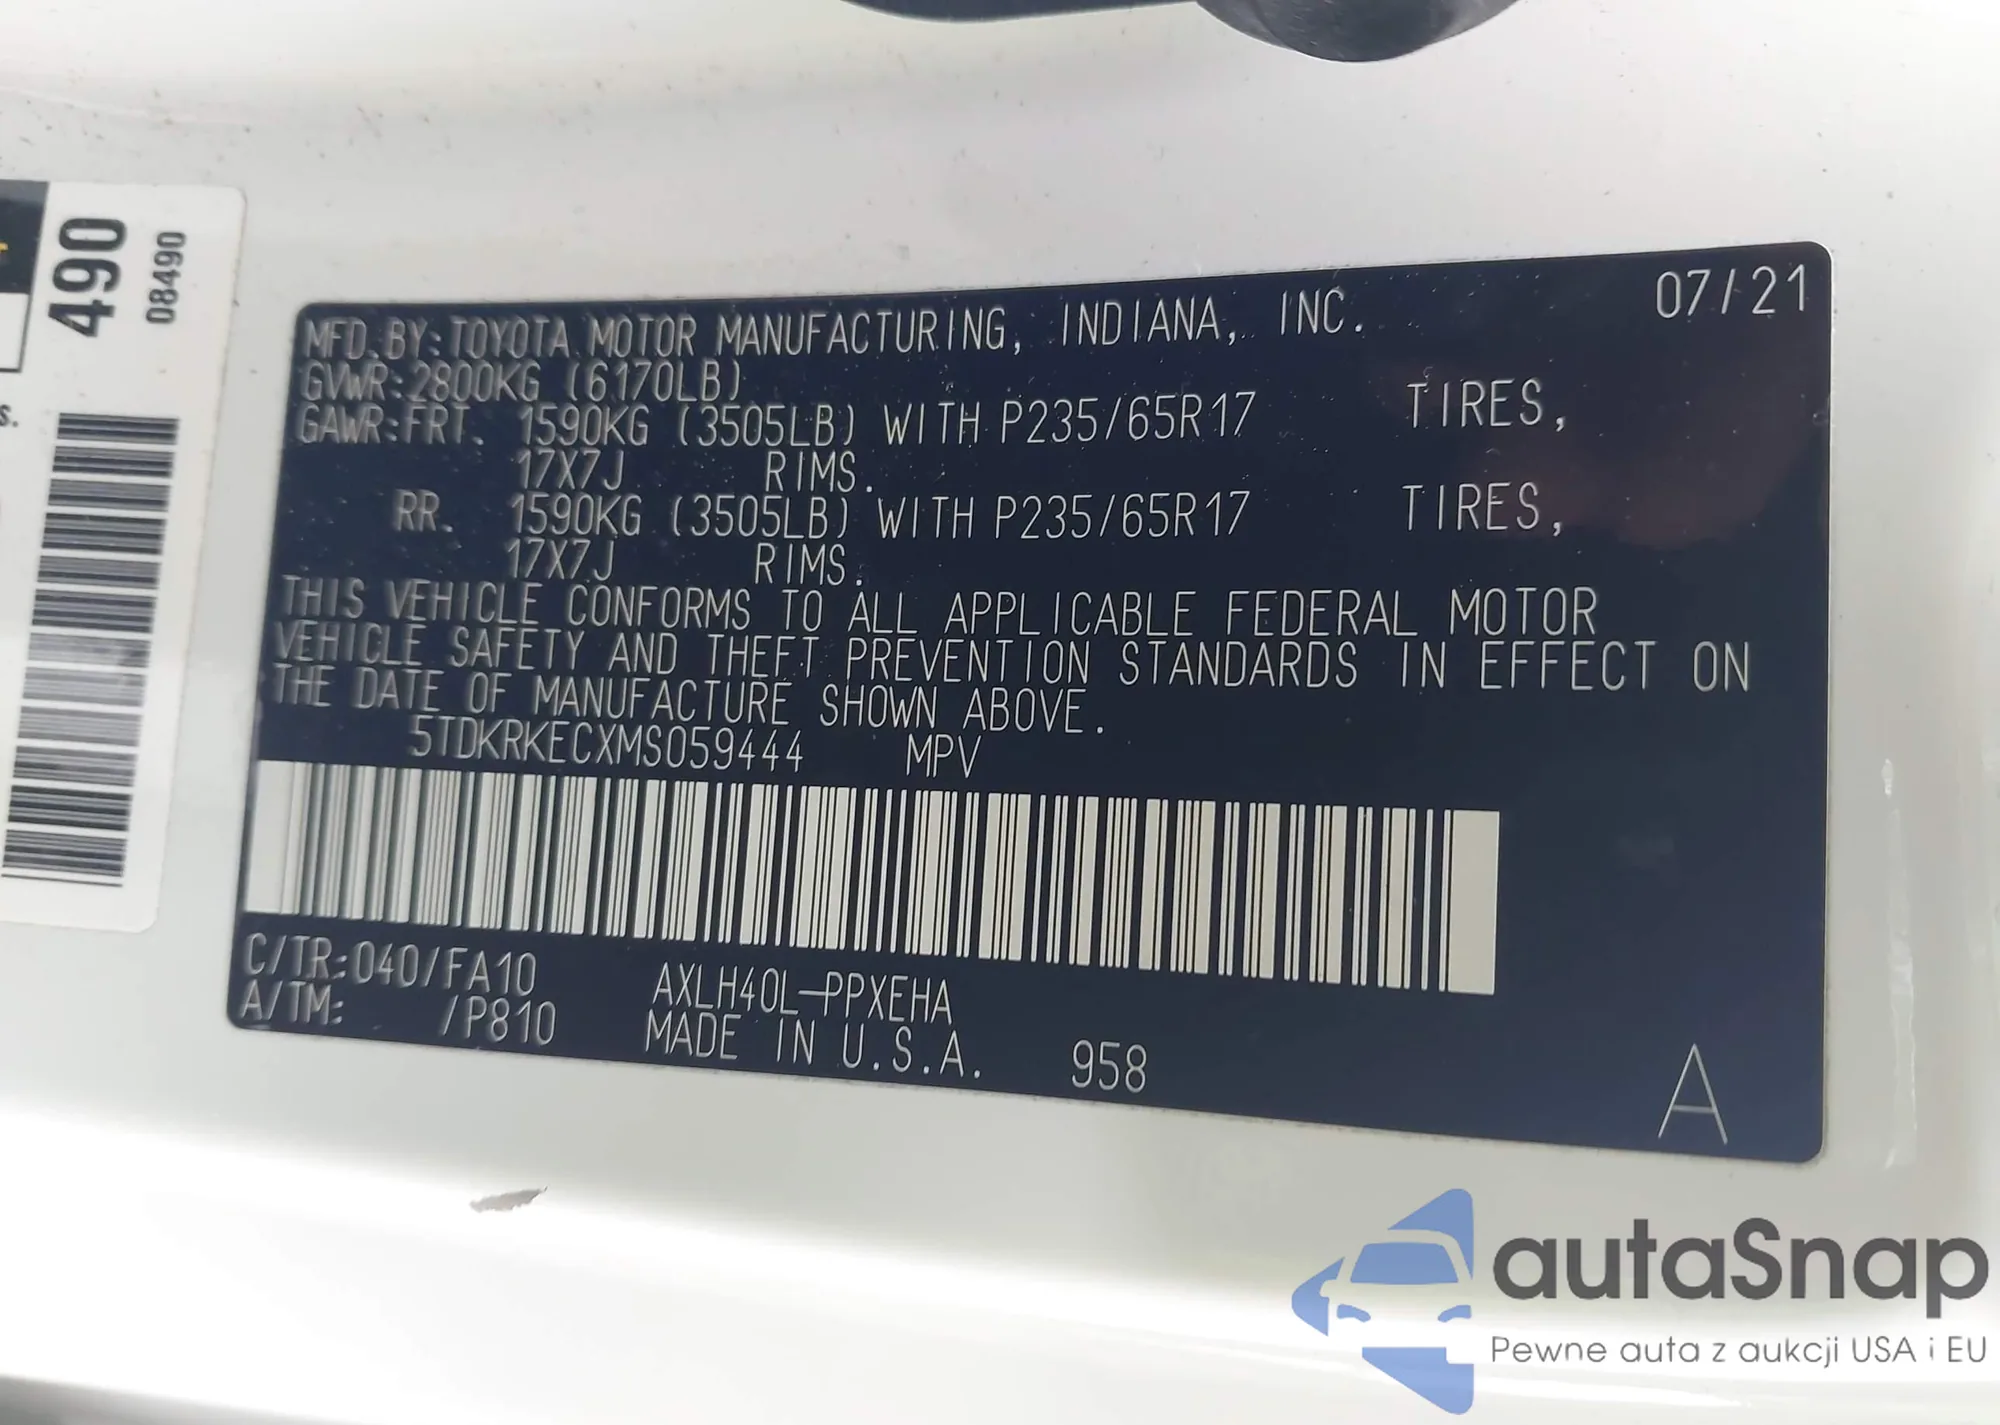 490
08490
s.
MFD.BY:TOYOTA MOTOR MANUFACTURING, INDIANA, INC. 07/21
GVWR:2800KG (6170LB)
GAWR:FRT. 1590KG (3505LB) WITH P235/65R17 TIRES,
17X7J RIMS.
RR. 1590KG (3505LB) WITH P235/65R17 TIRES,
17X7J RIMS.
THIS VEHICLE CONFORMS TO ALL APPLICABLE FEDERAL MOTOR
VEHICLE SAFETY AND THEFT PREVENTION STANDARDS IN EFFECT ON
THE DATE OF MANUFACTURE SHOWN ABOVE.
5TDKRKECXMS059444 MPV
C/TR:040/FA10 AXLH40L-PPXEHA
A/TM: /P810 MADE IN U.S.A. 958
A
autaSnap
Pewne auta z aukcji USA i EU